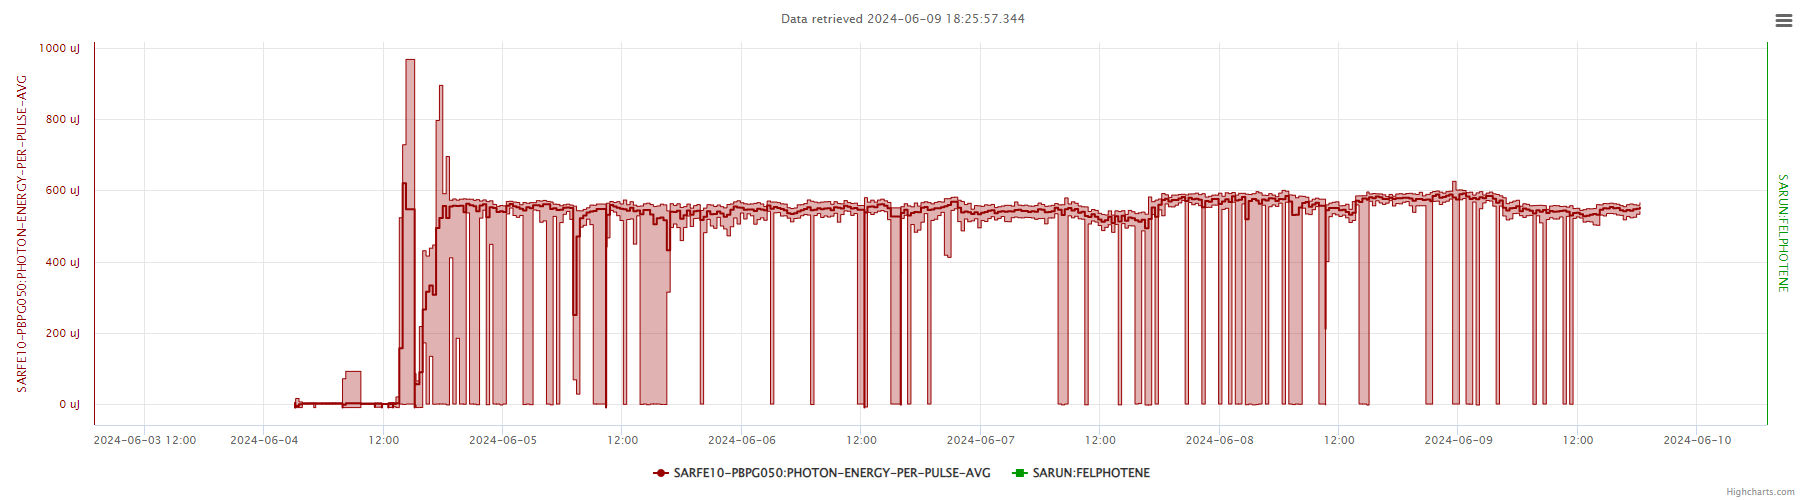 Data retrieved 2024-06-09 18:25:57.344
1000 uJ
800 uJ
600 uJ
400 uJ
200 uJ
0 uJ
SARFE10-PBPG050:PHOTON-ENERGY-PER-PULSE-AVG
SARUN:FELPHOTENE
2024-06-03 12:00
2024-06-04
12:00
2024-06-05
12:00
2024-06-06
12:00
2024-06-07
12:00
2024-06-08
12:00
2024-06-09
12:00
2024-06-10
SARFE10-PBPG050:PHOTON-ENERGY-PER-PULSE-AVG
SARUN:FELPHOTENE
Highcharts.com